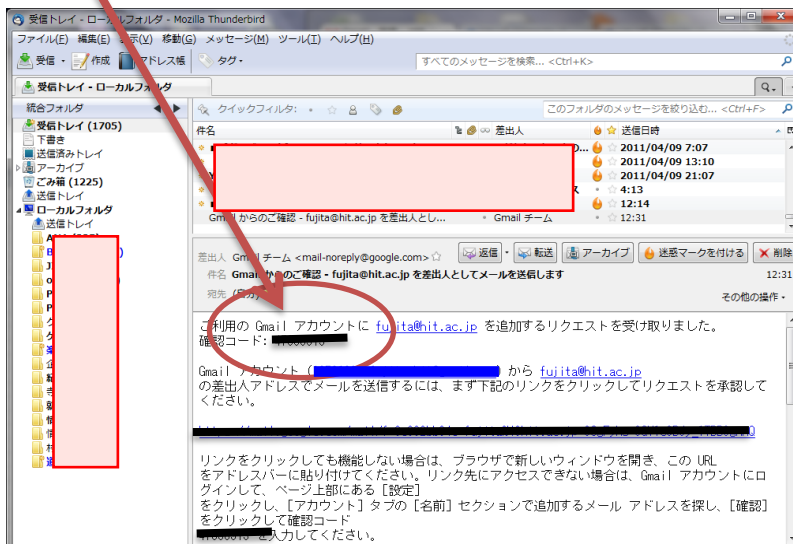 受信トレイ - ローカルフォルダ - Mozilla Thunderbird
ファイル(F) 編集(E) 表示(V) 移動(G) メッセージ(M) ツール(T) ヘルプ(H)
受信 作成 アドレス帳 タグ すべてのメッセージを検索... <Ctrl+K>
受信トレイ - ローカルフォルダ
統合フォルダ
受信トレイ (1705)
下書き
送信済みトレイ
アーカイブ
ごみ箱 (1225)
送信トレイ
ローカルフォルダ
送信トレイ
クイックフィルタ: このフォルダのメッセージを絞り込む... <Ctrl+F>
件名 差出人 送信日時
2011/04/09 7:07
2011/04/09 13:10
2011/04/09 21:07
4:13
12:14
Gmail からのご確認 - fujita@hit.ac.jp を差出人とし... Gmail チーム 12:31
差出人 Gmail チーム <mail-noreply@google.com> 返信 転送 アーカイブ 迷惑マークを付ける 削除
件名 Gmail からのご確認 - fujita@hit.ac.jp を差出人としてメールを送信します 12:31
宛先 (自分) その他の操作
ご利用の Gmail アカウントに fujita@hit.ac.jp を追加するリクエストを受け取りました。
確認コード:
Gmail アカウント ( ) から fujita@hit.ac.jp
の差出人アドレスでメールを送信するには、まず下記のリンクをクリックしてリクエストを承認して
ください。
リンクをクリックしても機能しない場合は、ブラウザで新しいウィンドウを開き、この URL
をアドレスバーに貼り付けてください。リンク先にアクセスできない場合は、Gmail アカウントにロ
グインして、ページ上部にある [設定]
をクリックし、[アカウント] タブの [名前] セクションで追加するメール アドレスを探し、[確認]
をクリックして確認コード
を入力してください。